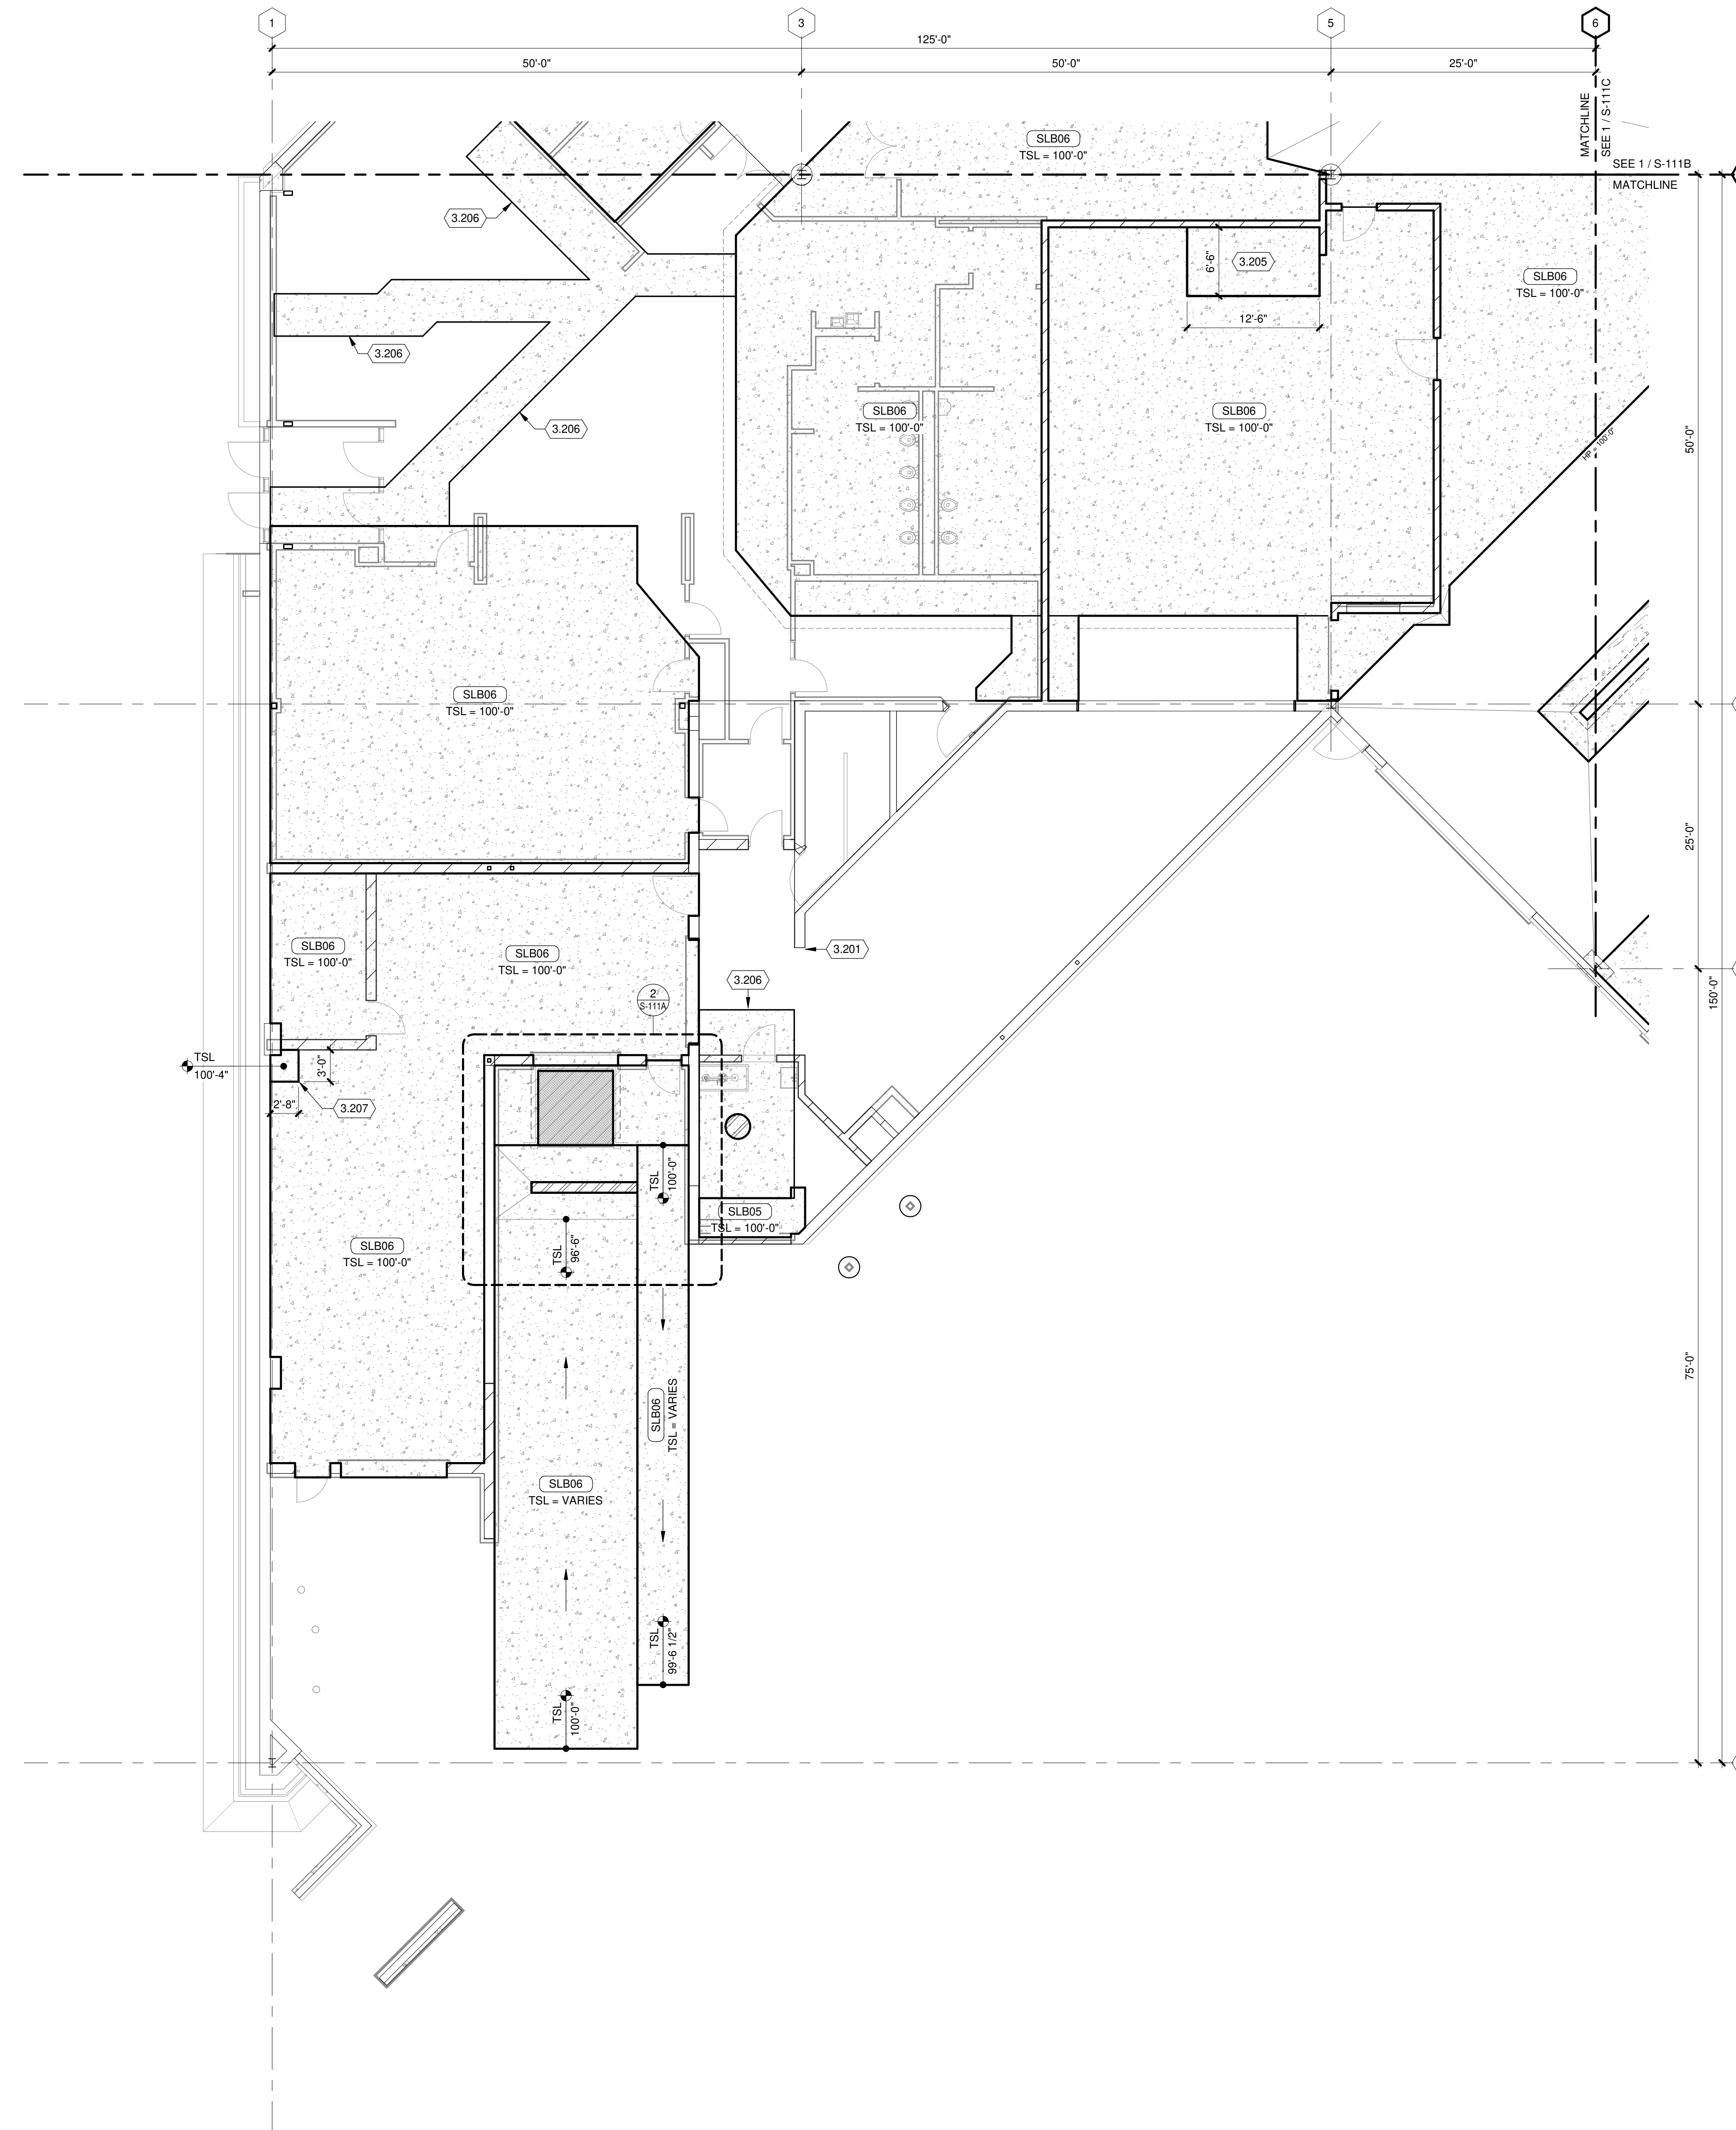 1
3
5
6
125'-0"
50'-0"
50'-0"
25'-0"
MATCHLINE
SEE 1 / S-111C
SLB06
TSL = 100'-0"
SEE 1 / S-111B
MATCHLINE
3.206
6'-6"
3.205
SLB06
TSL = 100'-0"
12'-6"
3.206
3.206
SLB06
TSL = 100'-0"
SLB06
TSL = 100'-0"
HP = 100'-0"
50'-0"
SLB06
TSL = 100'-0"
25'-0"
SLB06
TSL = 100'-0"
SLB06
TSL = 100'-0"
3.201
3.206
2
S-111A
150'-0"
TSL
100'-4"
3'-0"
2'-8"
3.207
TSL
100'-0"
SLB05
TSL = 100'-0"
SLB06
TSL = 100'-0"
TSL
96'-6"
75'-0"
SLB06
TSL = VARIES
SLB06
TSL = VARIES
TSL
99'-6 1/2"
TSL
100'-0"